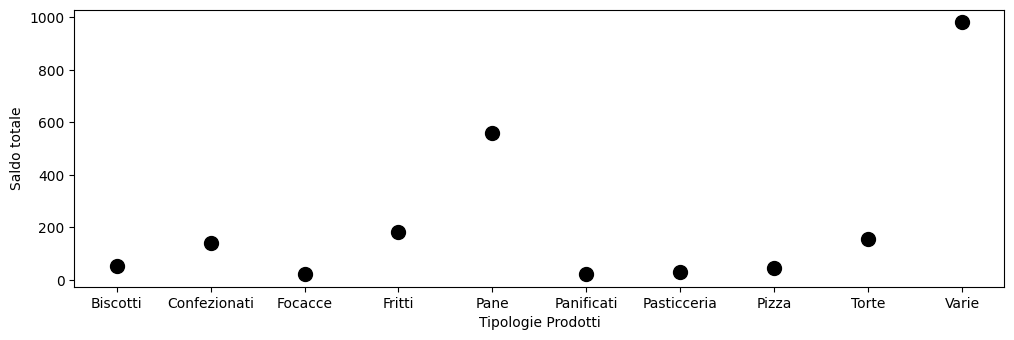 Saldo totale
1000
800
600
400
200
0
Biscotti Confezionati Focacce Fritti Pane Panificati Pasticceria Pizza Torte Varie
Tipologie Prodotti